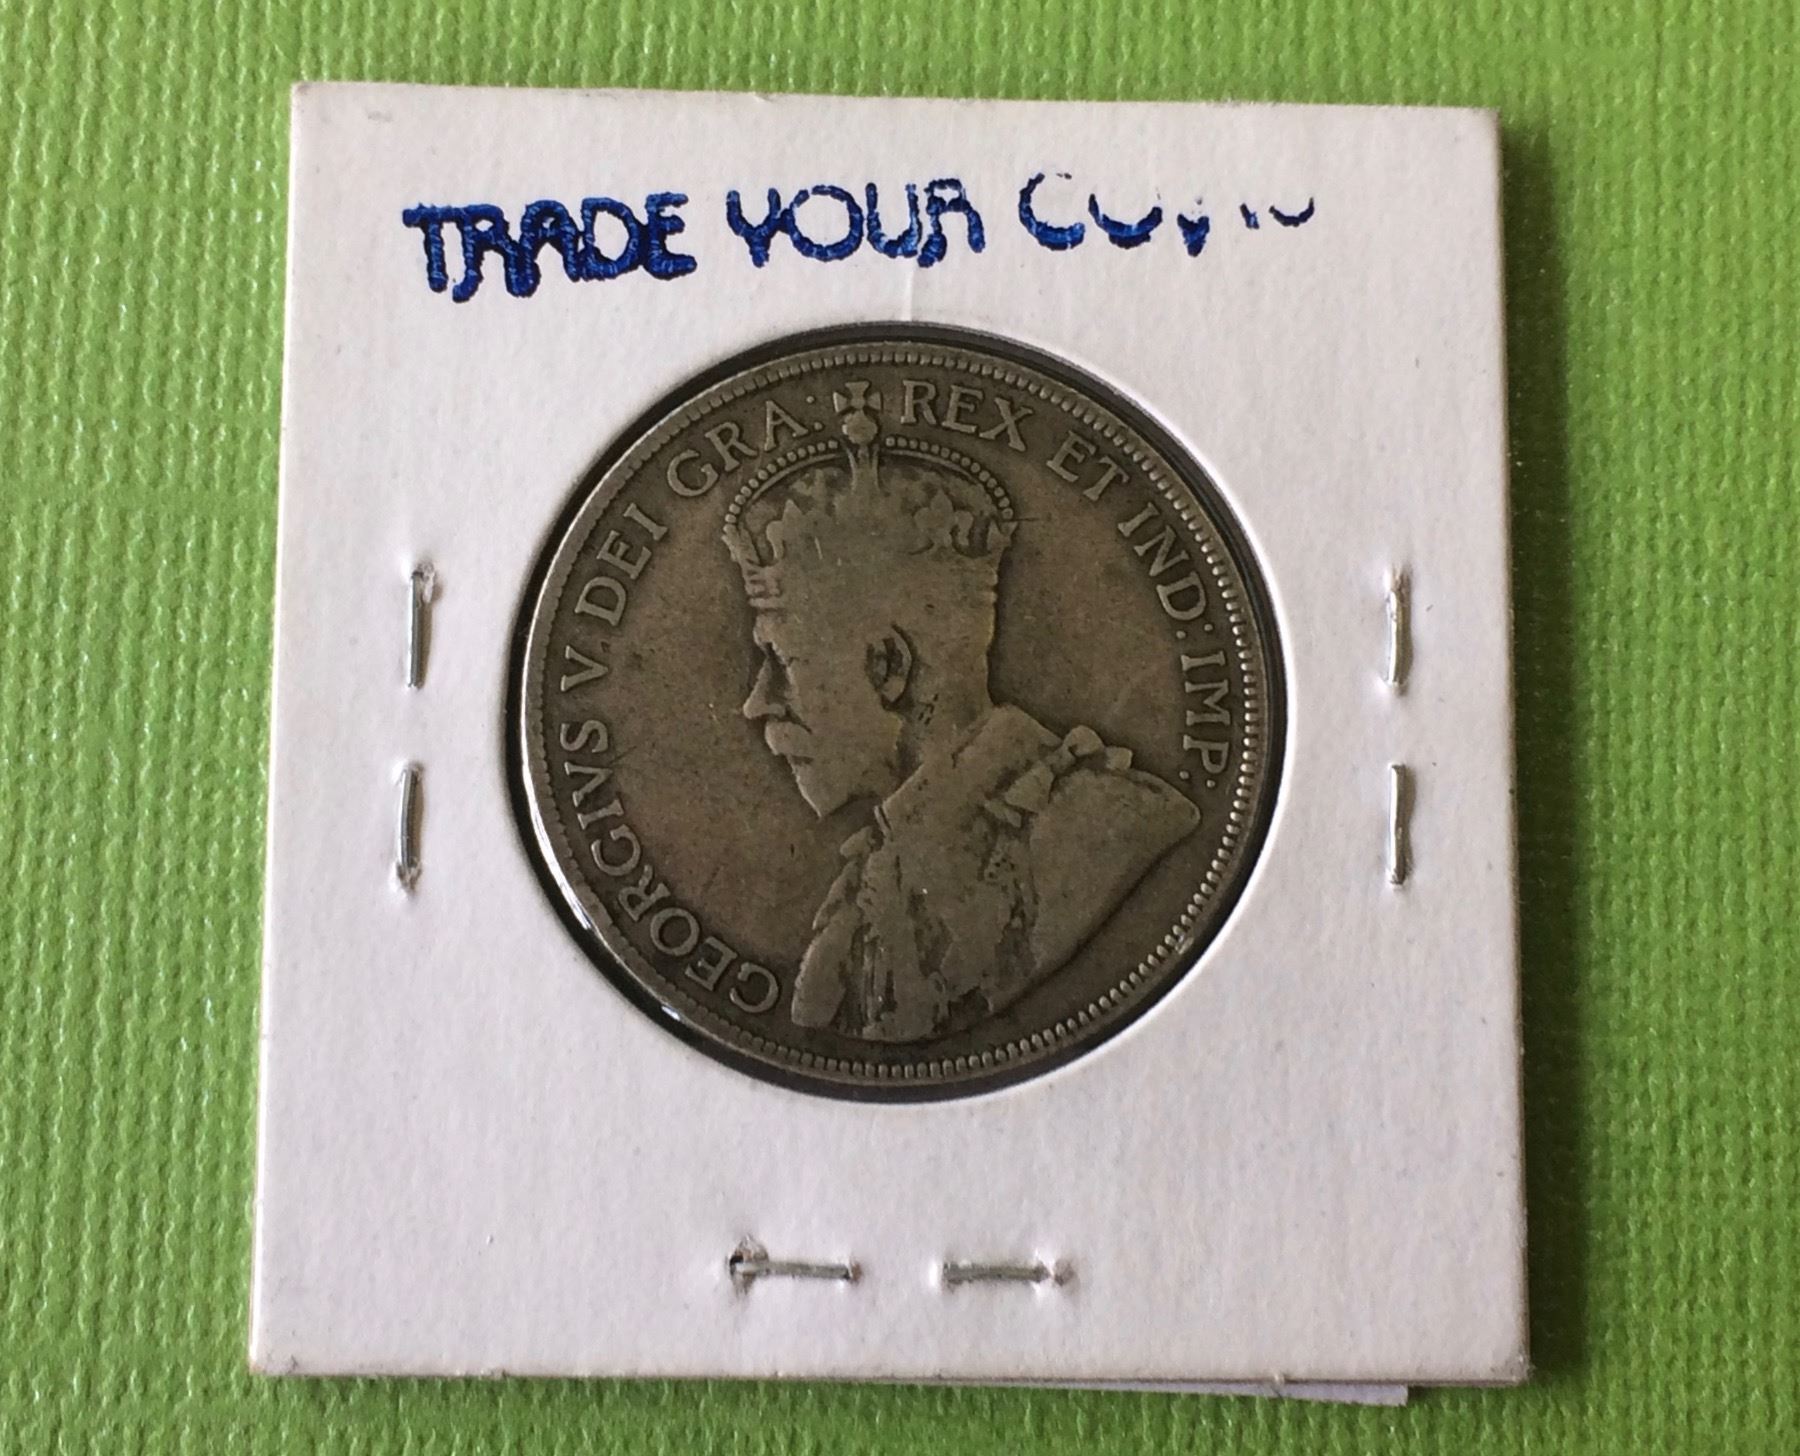 TRADE YOUR
GEORGIVS V. DEI GRA: REX ET IND: IMP: